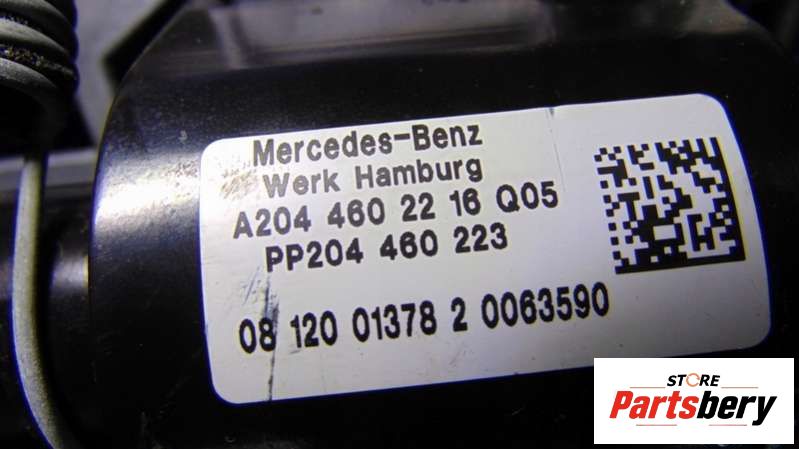 Mercedes-Benz
Werk Hamburg
A204 460 22 16 Q05
PP204 460 223
08 120 01378 2 0063590
STORE
Partsbery